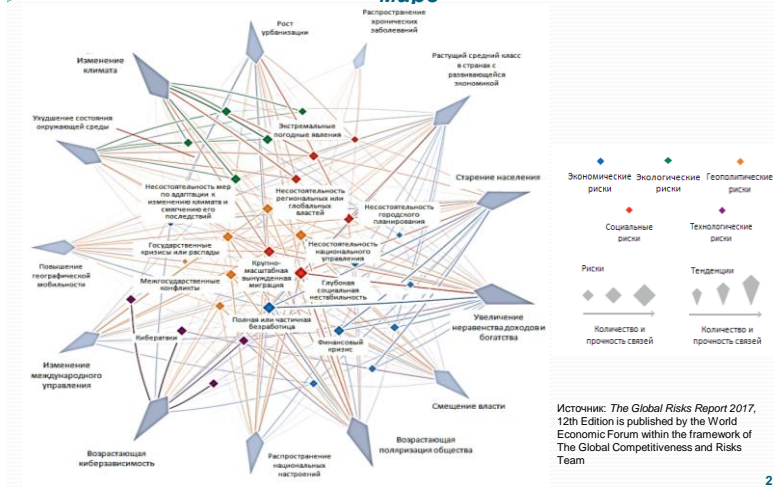 мире
Рост
урбанизации
Распространение
хронических
заболеваний
Изменение
климата
Растущий средний класс
в странах с
развивающейся
экономикой
Ухудшение состояния
окружающей среды
Экстремальные
погодные явления
Старение населения
Несостоятельность мер
по адаптации к
изменению климата и
смягчению его
последствий
Несостоятельность
региональных или
глобальных
властей
Несостоятельность
городского
планирования
Государственные
кризисы или распады
Несостоятельность
национального
управления
Крупно-
масштабная
вынужденная
миграция
Повышение
географической
мобильности
Межгосударственные
конфликты
Глубокая
социальная
нестабильность
Полная или частичная
безработица
Увеличение
неравенства доходов и
богатства
Кибератаки
Финансовый
кризис
Изменение
международного
управления
Смещение власти
Возрастающая
киберзависимость
Распространение
национальных
настроений
Возрастающая
поляризация общества
Экономические
риски
Экологические
риски
Геополитические
риски
Социальные
риски
Технологические
риски
Риски
Тенденции
Количество и
прочность связей
Количество и
прочность связей
Источник: The Global Risks Report 2017,
12th Edition is published by the World
Economic Forum within the framework of
The Global Competitiveness and Risks
Team
2